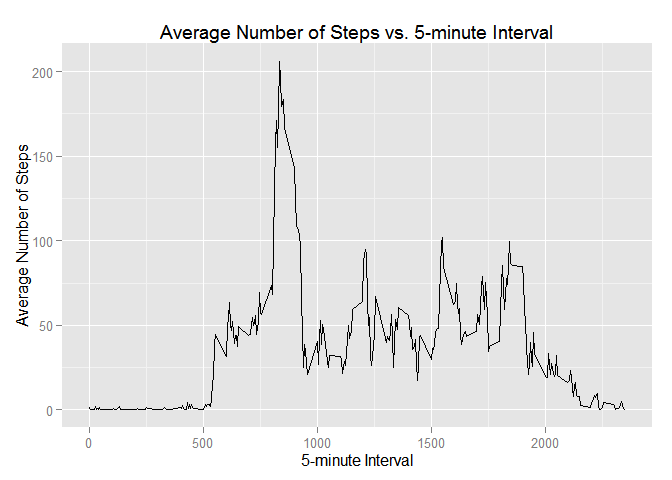 Average Number of Steps vs. 5-minute Interval
Average Number of Steps
200
150
100
50
0
0 500 1000 1500 2000
5-minute Interval